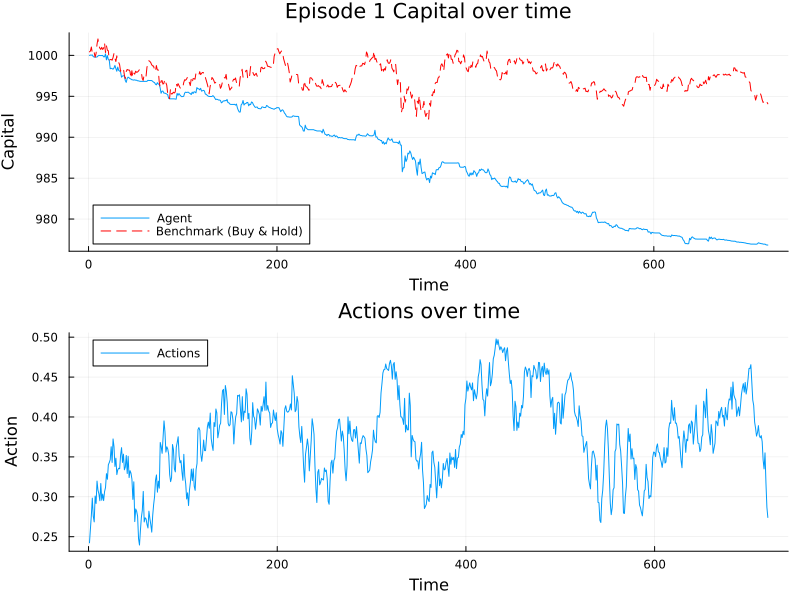 Episode 1 Capital over time
1000
995
990
985
980
Capital
Agent
Benchmark (Buy & Hold)
0 200 400 600
Time
Actions over time
0.50
0.45
0.40
0.35
0.30
0.25
Action
Actions
0 200 400 600
Time